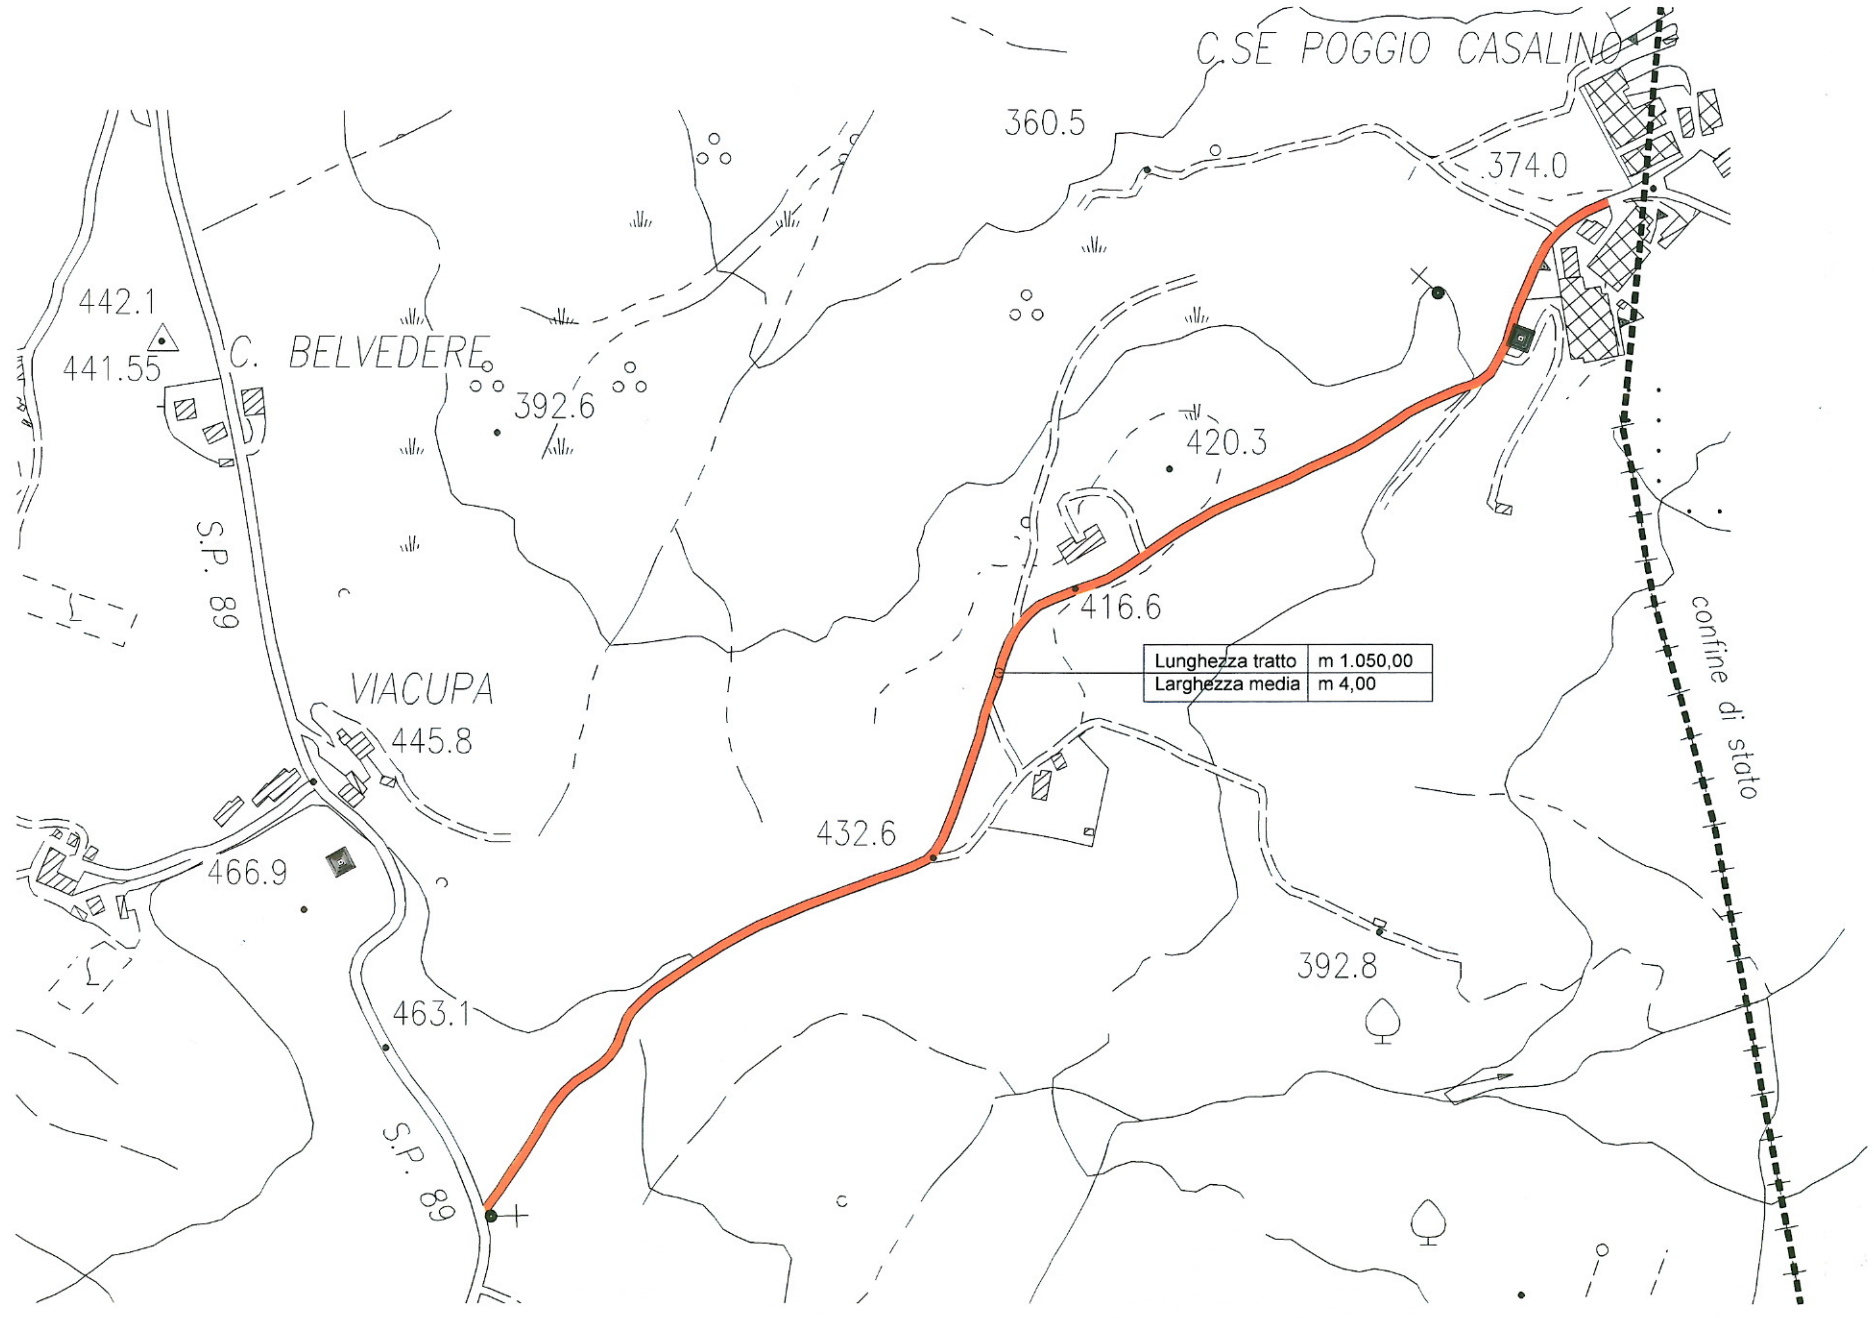 C.SE POGGIO CASALINO
360.5
374.0
442.1
441.55
C. BELVEDERE
392.6
420.3
S.P. 89
416.6
confine di stato
Lunghezza tratto m 1.050,00
Larghezza media m 4,00
VIACUPA
445.8
432.6
466.9
392.8
463.1
S.P. 89